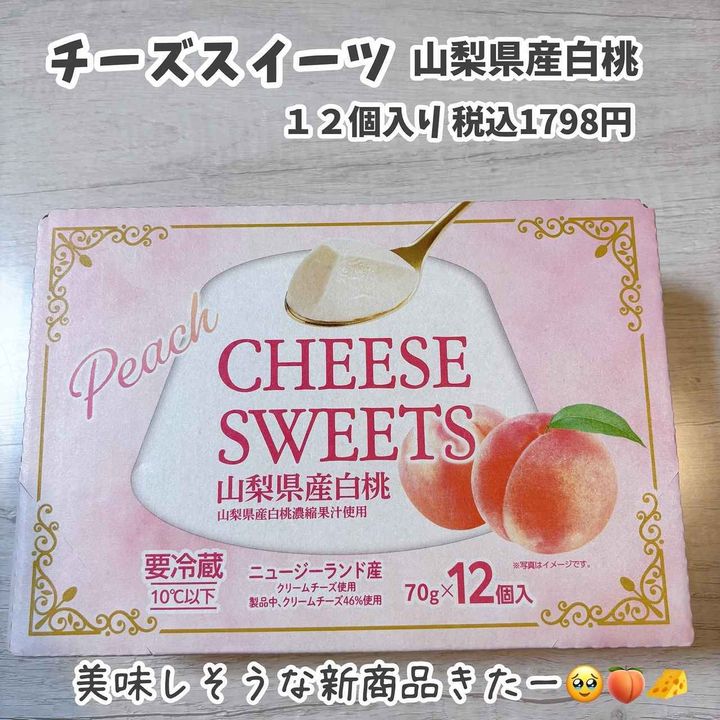 チーズスイーツ 山梨県産白桃
１２個入り 税込1798円
Peach
CHEESE
SWEETS
山梨県産白桃
山梨県産白桃濃縮果汁使用
要冷蔵
10℃以下
ニュージーランド産
クリームチーズ使用
製品中、クリームチーズ46%使用
※写真はイメージです。
70g×12個入
美味しそうな新商品きたー🥹🍑🧀